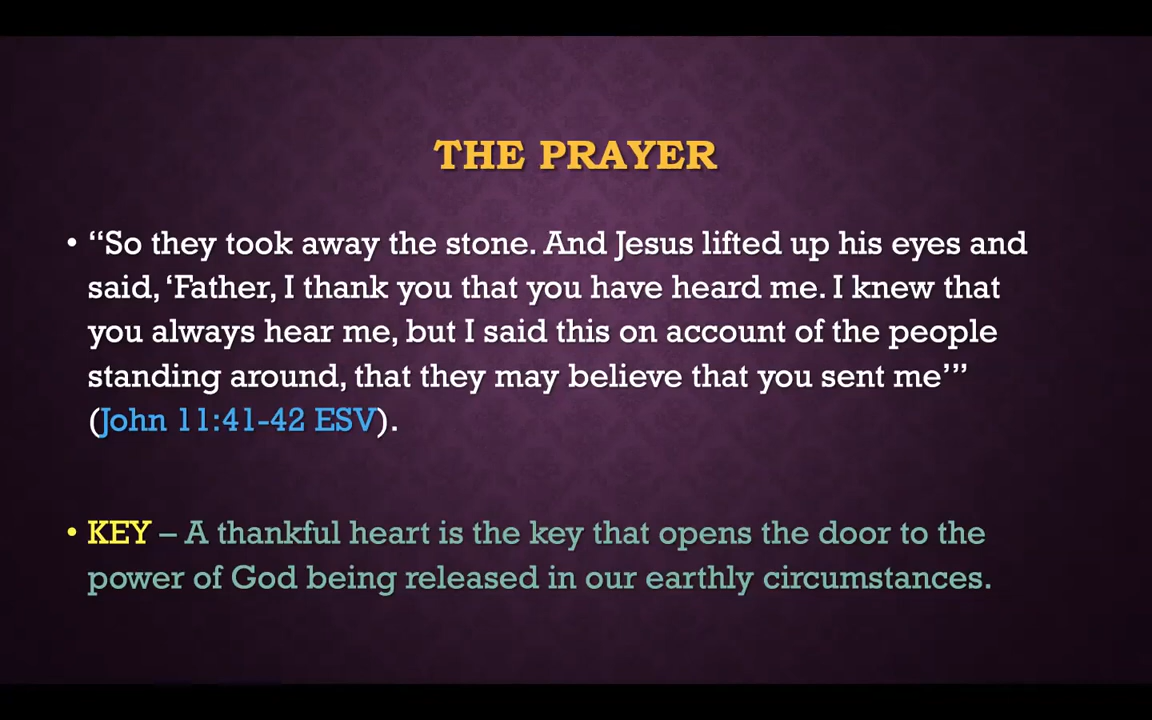 THE PRAYER
• “So they took away the stone. And Jesus lifted up his eyes and
said, ‘Father, I thank you that you have heard me. I knew that
you always hear me, but I said this on account of the people
standing around, that they may believe that you sent me’”
(John 11:41-42 ESV).
• KEY – A thankful heart is the key that opens the door to the
power of God being released in our earthly circumstances.